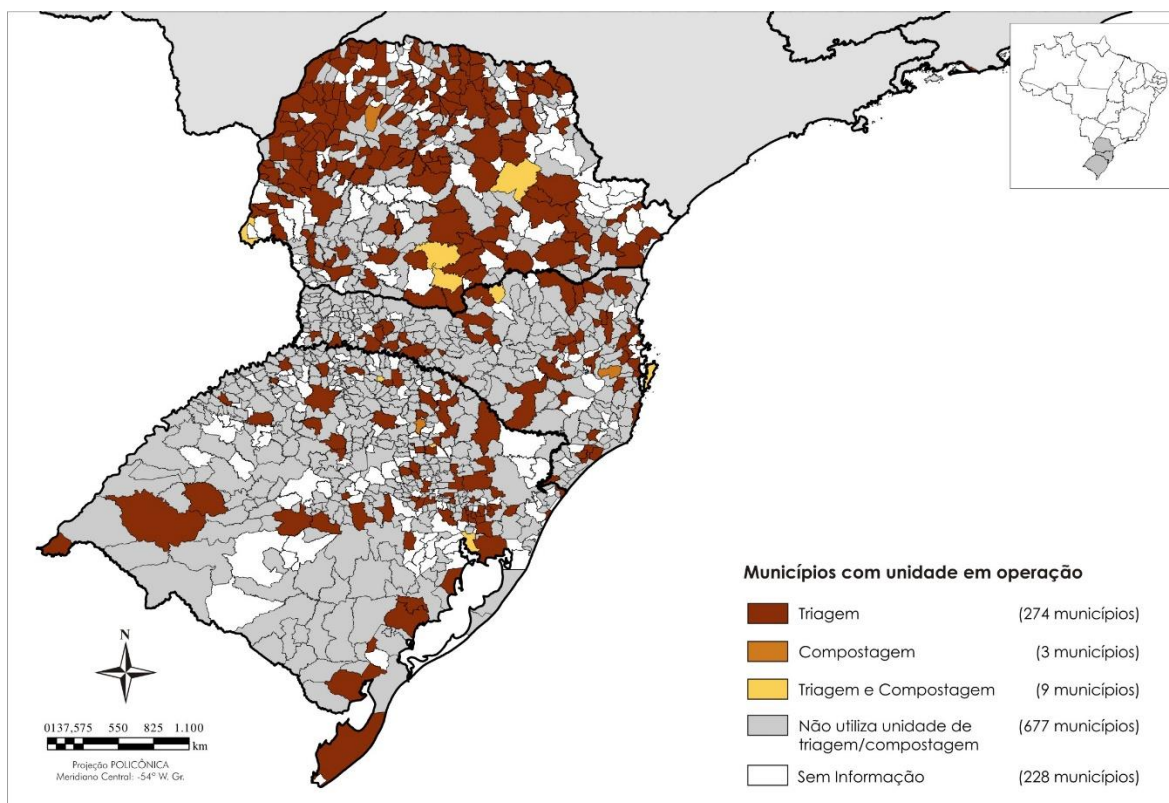 Municípios com unidade em operação
Triagem (274 municípios)
Compostagem (3 municípios)
Triagem e Compostagem (9 municípios)
Não utiliza unidade de
triagem/compostagem (677 municípios)
Sem Informação (228 municípios)
N
0137,575 550 825 1.100
km
Projeção POLICÔNICA
Meridiano Central: -54° W. Gr.